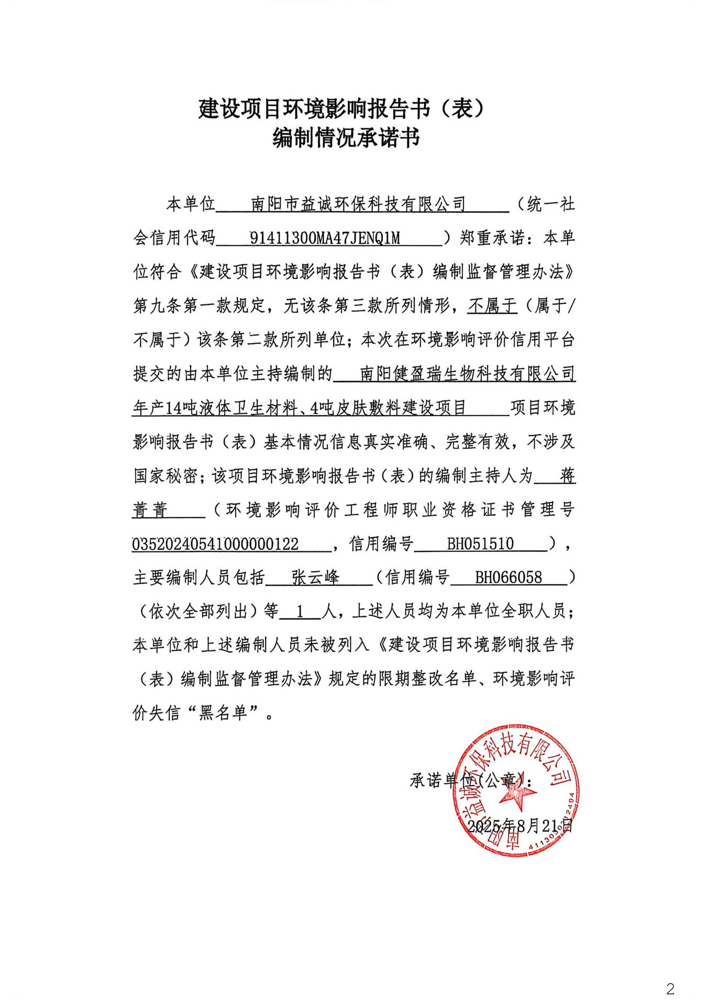 建设项目环境影响报告书（表）
编制情况承诺书
本单位 南阳市益诚环保科技有限公司 （统一社
会信用代码 91411300MA47JENQ1M ）郑重承诺：本单
位符合《建设项目环境影响报告书（表）编制监督管理办法》
第九条第一款规定，无该条第三款所列情形，不属于（属于/
不属于）该条第二款所列单位；本次在环境影响评价信用平台
提交的由本单位主持编制的 南阳健盈瑞生物科技有限公司
年产14吨液体卫生材料、4吨皮肤敷料建设项目 项目环境
影响报告书（表）基本情况信息真实准确、完整有效，不涉及
国家秘密；该项目环境影响报告书（表）的编制主持人为 蒋
菁菁 （环境影响评价工程师职业资格证书管理号
03520240541000000122 ，信用编号 BH051510 ），
主要编制人员包括 张云峰 （信用编号 BH066058 ）
（依次全部列出）等 1 人，上述人员均为本单位全职人员；
本单位和上述编制人员未被列入《建设项目环境影响报告书
（表）编制监督管理办法》规定的限期整改名单、环境影响评
价失信“黑名单”。
承诺单位(公章)：
2025年8月21日
南阳市益诚环保科技有限公司
2